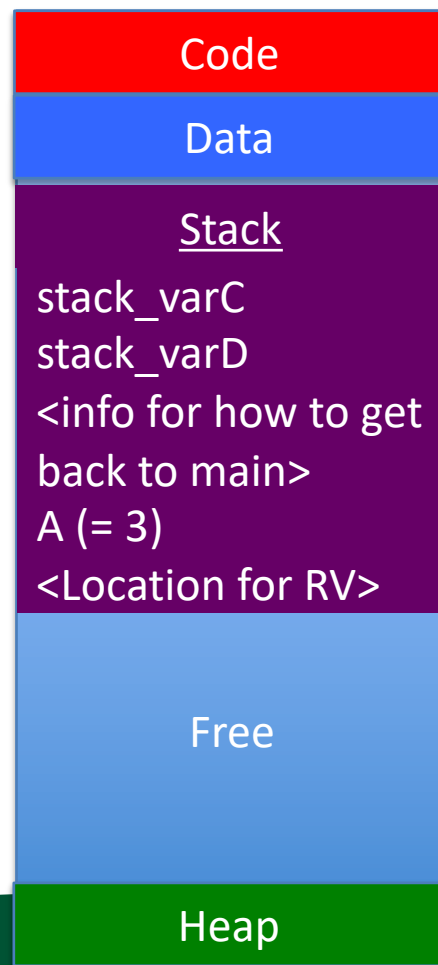 Code
Data
Stack
stack_varC
stack_varD
<info for how to get
back to main>
A (= 3)
<Location for RV>
Free
Heap